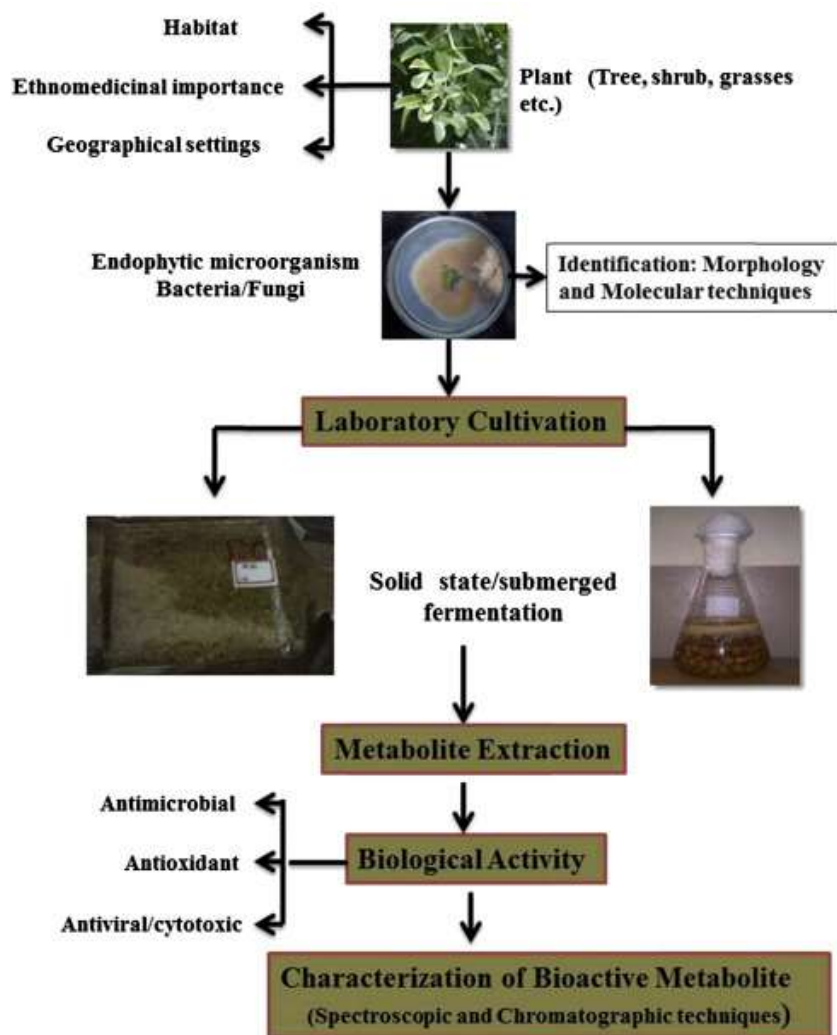 Habitat
Ethnomedicinal importance
Geographical settings
Plant (Tree, shrub, grasses
etc.)
Endophytic microorganism
Bacteria/Fungi
Identification: Morphology
and Molecular techniques
Laboratory Cultivation
Solid state/submerged
fermentation
Metabolite Extraction
Antimicrobial
Antioxidant
Antiviral/cytotoxic
Biological Activity
Characterization of Bioactive Metabolite
(Spectroscopic and Chromatographic techniques)